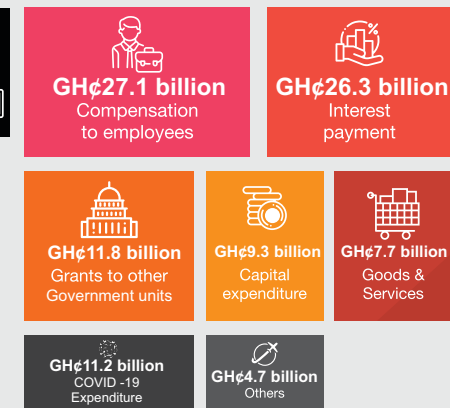 GH¢27.1 billion
Compensation
to employees
GH¢26.3 billion
Interest
payment
GH¢11.8 billion
Grants to other
Government units
GH¢9.3 billion
Capital
expenditure
GH¢7.7 billion
Goods &
Services
GH¢11.2 billion
COVID -19
Expenditure
GH¢4.7 billion
Others